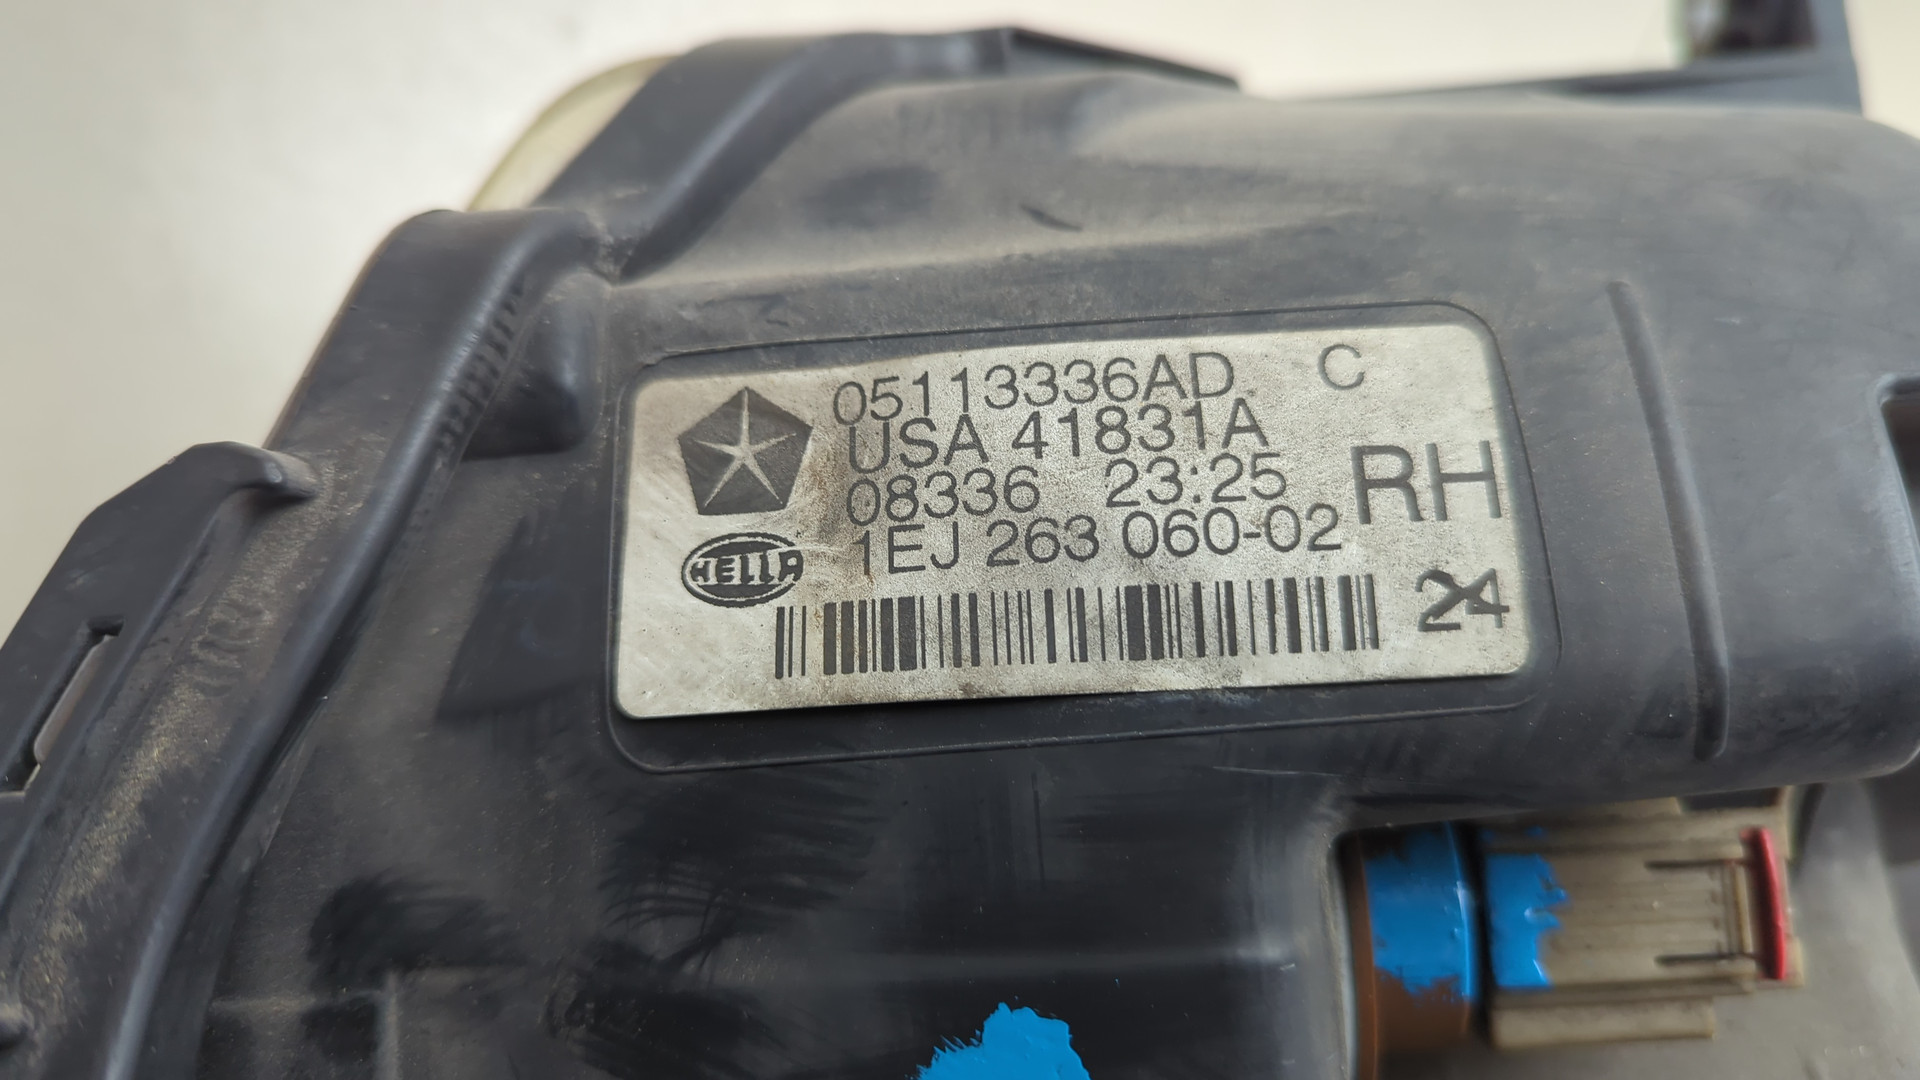 05113336AD C
USA 41831A
08336 23:25
RH
1EJ 263 060-02
HELLA
24